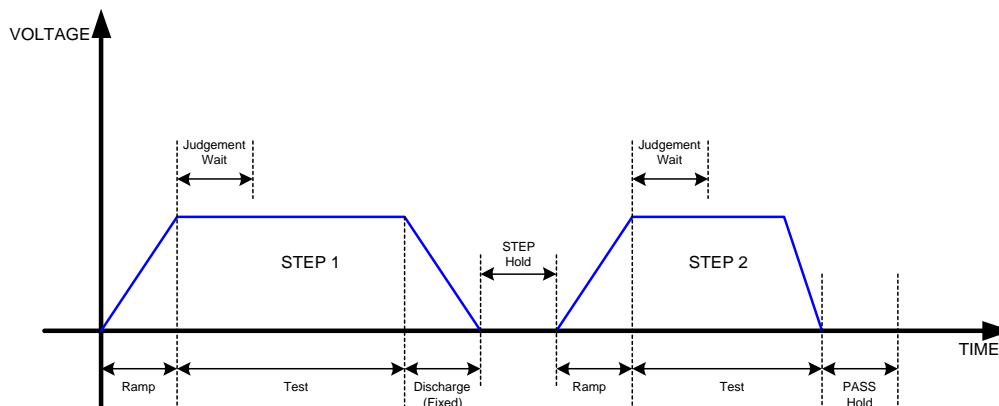 VOLTAGE
Judgement
Wait
Judgement
Wait
STEP 1
STEP
Hold
STEP 2
TIME
Ramp
Test
Discharge
(Fixed)
Ramp
Test
PASS
Hold